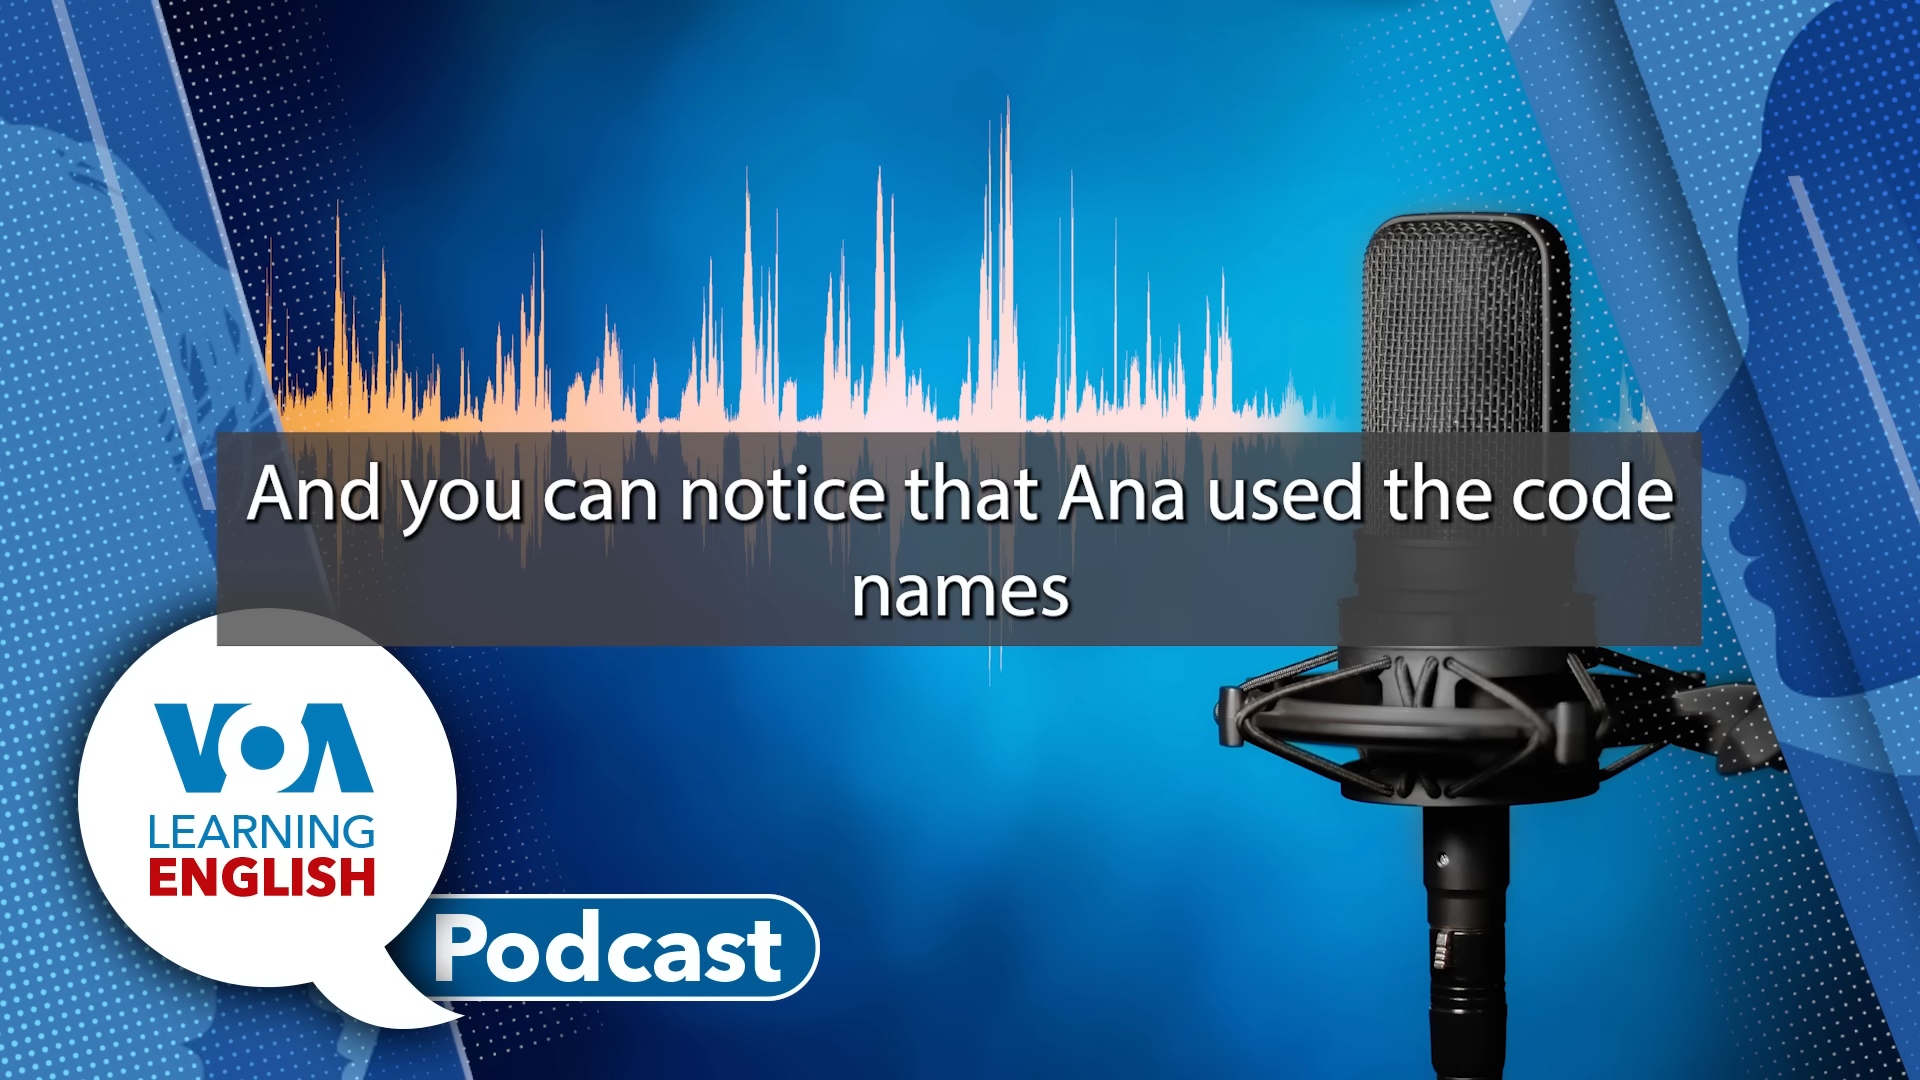 And you can notice that Ana used the code
names
VOA
LEARNING
ENGLISH
Podcast